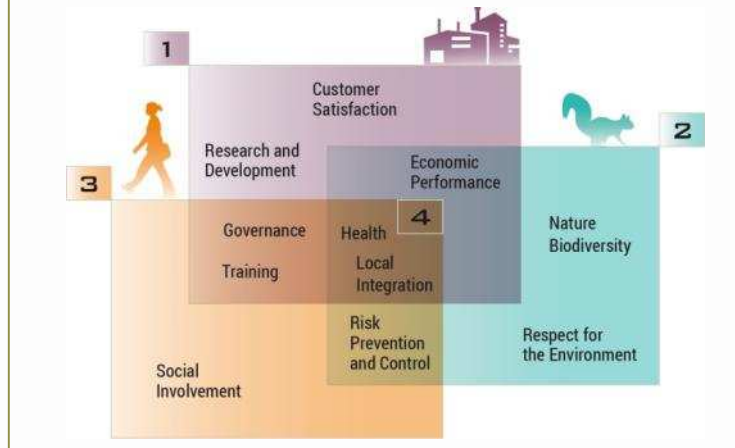 1
Customer
Satisfaction
2
Research and
Development
Economic
Performance
3
4
Governance
Health
Nature
Biodiversity
Training
Local
Integration
Risk
Prevention
and Control
Respect for
the Environment
Social
Involvement